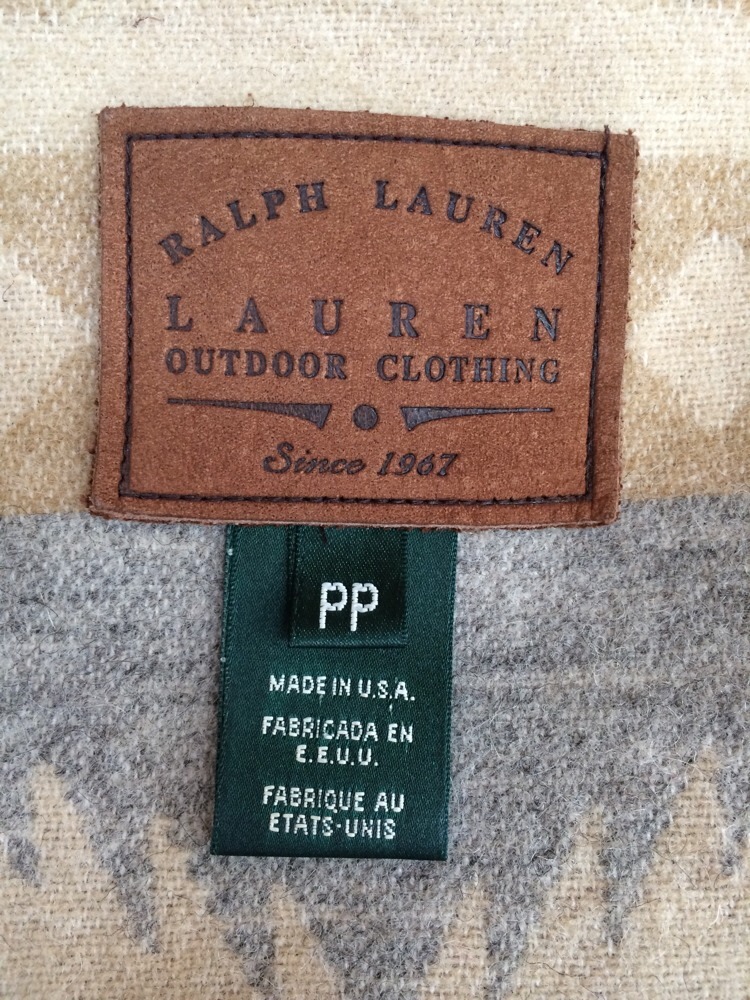 RALPH LAUREN
LAUREN
OUTDOOR CLOTHING
Since 1967
PP
MADE IN U.S.A.
FABRICADA EN
E.E.U.U.
FABRIQUE AU
ETATS-UNIS